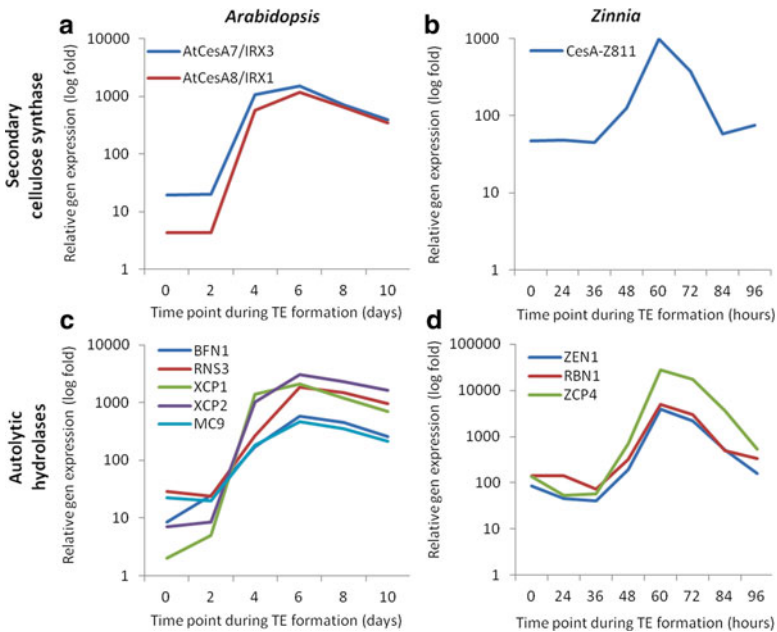 Arabidopsis
Zinnia
Secondary
cellulose synthase
a
Relative gen expression (log fold)
1000
1000
100
10
1
AtCesA7/IRX3
AtCesA8/IRX1
0 2 4 6 8 10
Time point during TE formation (days)
b
Relative gen expression (log fold)
1000
100
10
1
CesA-Z811
0 24 36 48 60 72 84 96
Time point during TE formation (hours)
Autolytic
hydrolases
c
Relative gen expression (log fold)
10000
1000
100
10
1
BFN1
RNS3
XCP1
XCP2
MC9
0 2 4 6 8 10
Time point during TE formation (days)
d
Relative gen expression (log fold)
100000
10000
1000
100
10
1
ZEN1
RBN1
ZCP4
0 24 36 48 60 72 84 96
Time point during TE formation (hours)